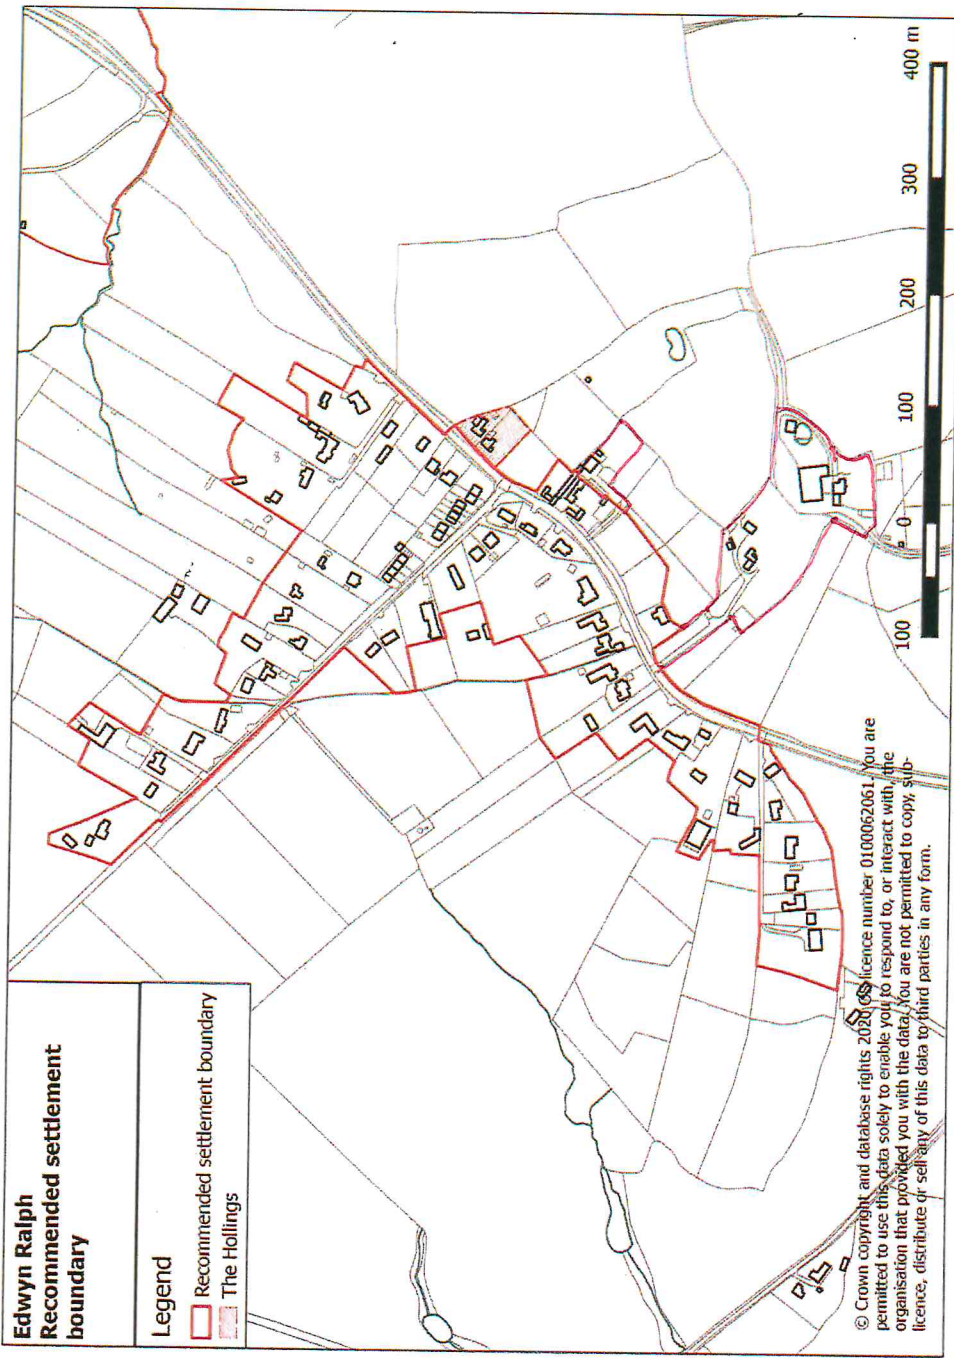 Edwyn Ralph
Recommended settlement
boundary
Legend
Recommended settlement boundary
The Hollings
100 0 100 200 300 400 m
© Crown copyright and database rights 2020 OS licence number 0100062061. You are
permitted to use this data solely to enable you to respond to, or interact with, the
organisation that provided you with the data. You are not permitted to copy, sub-
licence, distribute or sell any of this data to third parties in any form.